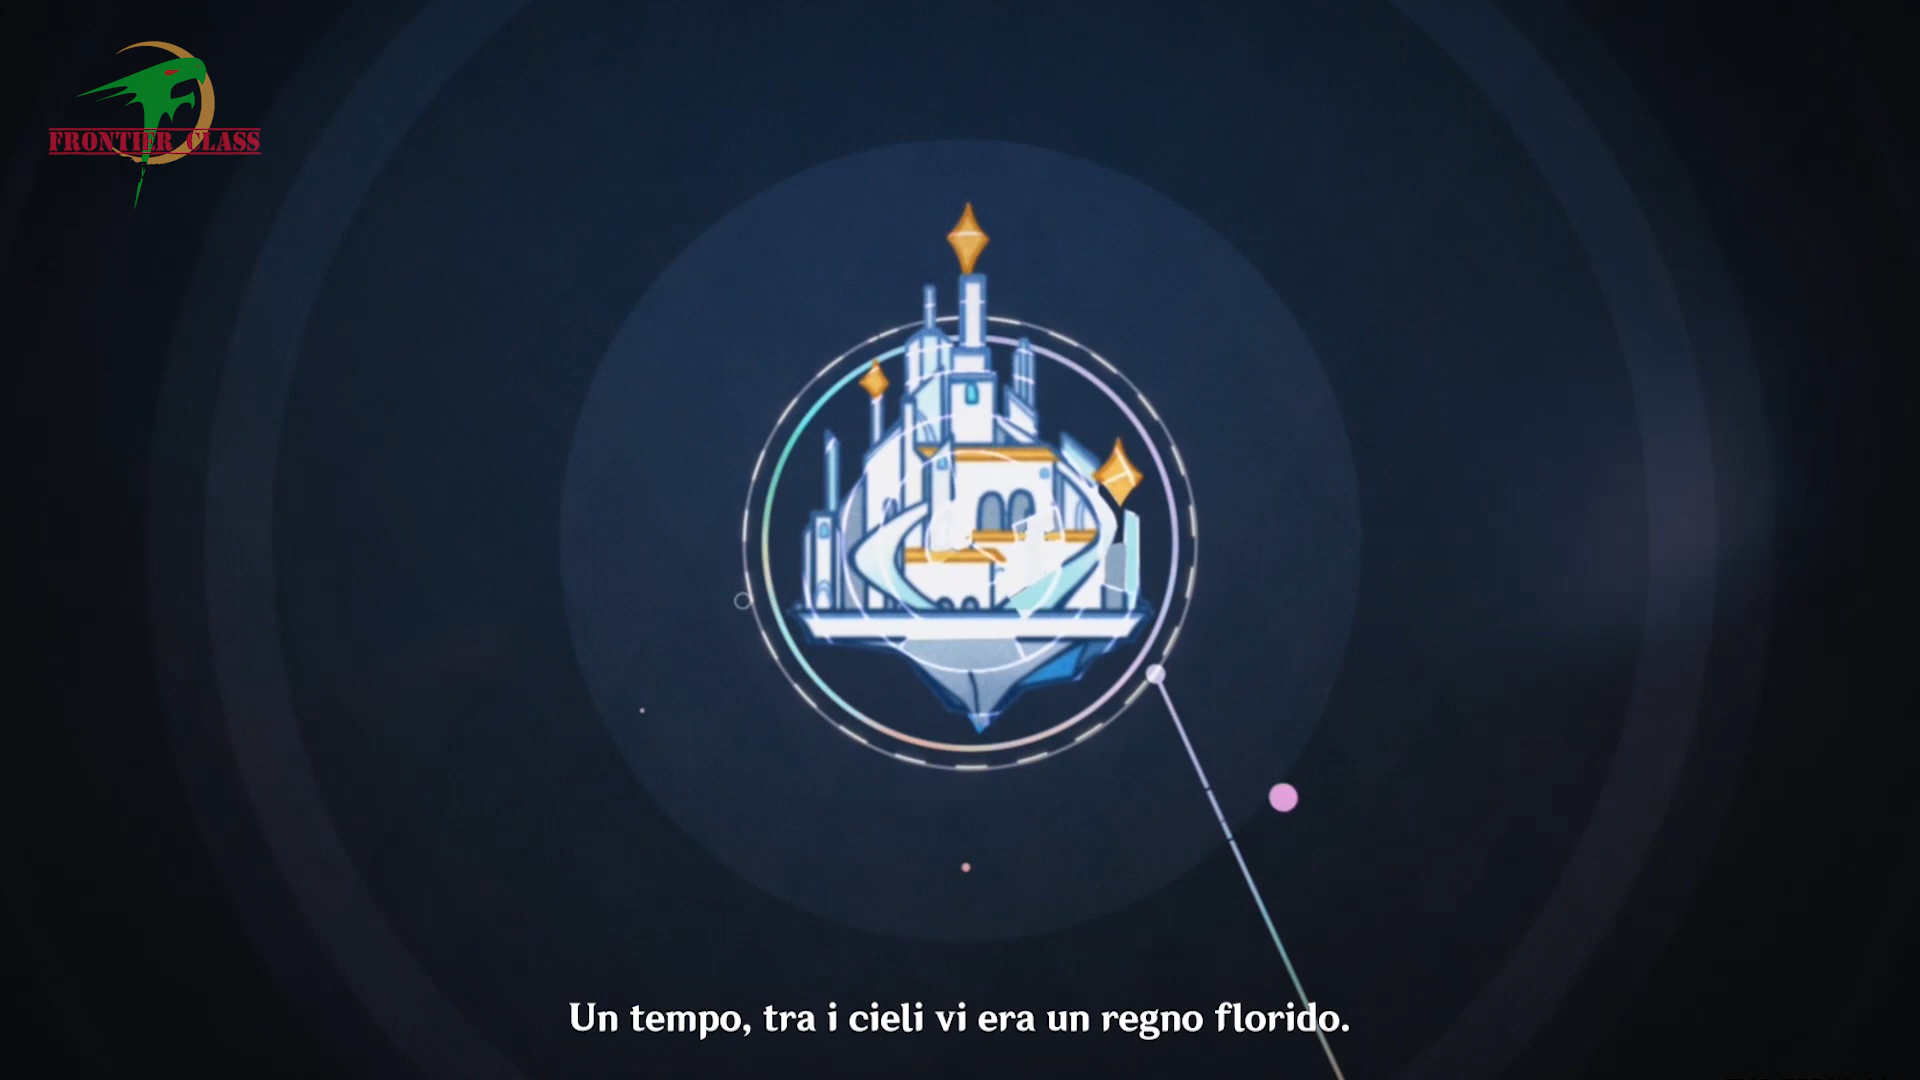 FRONTIER CLASS
Un tempo, tra i cieli vi era un regno florido.